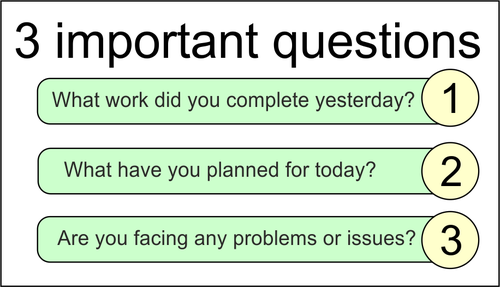 3 important questions
What work did you complete yesterday? 1
What have you planned for today? 2
Are you facing any problems or issues? 3